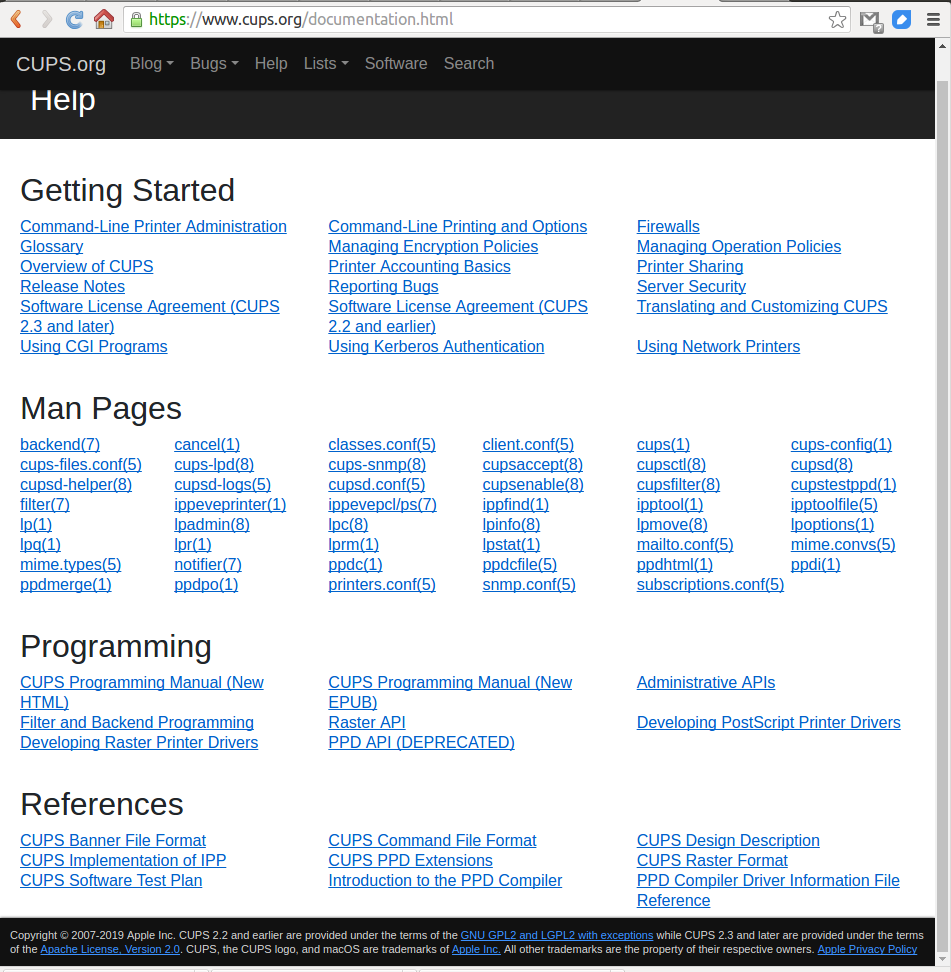 https://www.cups.org/documentation.html
CUPS.org Blog Bugs Help Lists Software Search
Help
Getting Started
Command-Line Printer Administration Command-Line Printing and Options Firewalls
Glossary Managing Encryption Policies Managing Operation Policies
Overview of CUPS Printer Accounting Basics Printer Sharing
Release Notes Reporting Bugs Server Security
Software License Agreement (CUPS Software License Agreement (CUPS Translating and Customizing CUPS
2.3 and later) 2.2 and earlier)
Using CGI Programs Using Kerberos Authentication Using Network Printers
Man Pages
backend(7) cancel(1) classes.conf(5) client.conf(5) cups(1) cups-config(1)
cups-files.conf(5) cups-lpd(8) cups-snmp(8) cupsaccept(8) cupsctl(8) cupsd(8)
cupsd-helper(8) cupsd-logs(5) cupsd.conf(5) cupsenable(8) cupsfilter(8) cupstestppd(1)
filter(7) ippeveprinter(1) ippevepcl/ps(7) ippfind(1) ipptool(1) ipptoolfile(5)
lp(1) lpadmin(8) lpc(8) lpinfo(8) lpmove(8) lpoptions(1)
lpq(1) lpr(1) lprm(1) lpstat(1) mailto.conf(5) mime.convs(5)
mime.types(5) notifier(7) ppdc(1) ppdcfile(5) ppdhtml(1) ppdi(1)
ppdmerge(1) ppdpo(1) printers.conf(5) snmp.conf(5) subscriptions.conf(5)
Programming
CUPS Programming Manual (New CUPS Programming Manual (New Administrative APIs
HTML) EPUB)
Filter and Backend Programming Raster API Developing PostScript Printer Drivers
Developing Raster Printer Drivers PPD API (DEPRECATED)
References
CUPS Banner File Format CUPS Command File Format CUPS Design Description
CUPS Implementation of IPP CUPS PPD Extensions CUPS Raster Format
CUPS Software Test Plan Introduction to the PPD Compiler PPD Compiler Driver Information File
Reference
Copyright © 2007-2019 Apple Inc. CUPS 2.2 and earlier are provided under the terms of the GNU GPL2 and LGPL2 with exceptions while CUPS 2.3 and later are provided under the terms
of the Apache License, Version 2.0. CUPS, the CUPS logo, and macOS are trademarks of Apple Inc. All other trademarks are the property of their respective owners. Apple Privacy Policy